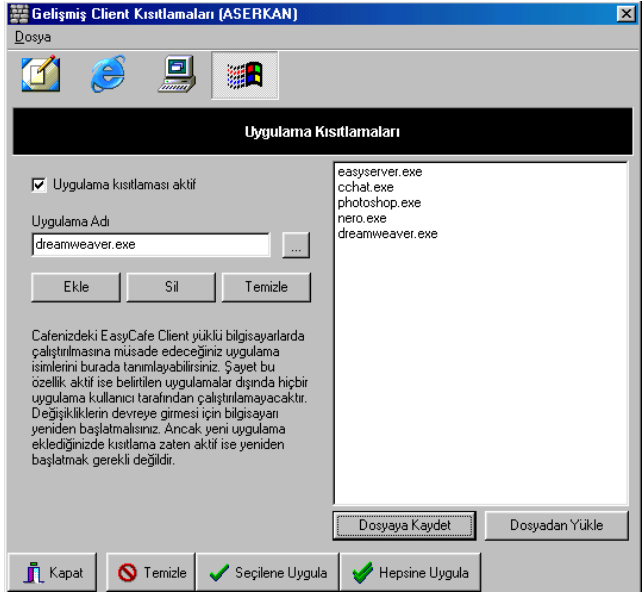 Gelişmiş Client Kısıtlamaları (ASERKAN)
Dosya
Uygulama Kısıtlamaları
Uygulama kısıtlaması aktif
Uygulama Adı
dreamweaver.exe
...
Ekle
Sil
Temizle
Cafenizdeki EasyCafe Client yüklü bilgisayarlarda
çalıştırılmasına müsade edeceğiniz uygulama
isimlerini burada tanımlayabilirsiniz. Şayet bu
özellik aktif ise belirtilen uygulamalar dışında hiçbir
uygulama kullanıcı tarafından çalıştırılamayacaktır.
Değişikliklerin devreye girmesi için bilgisayarı
yeniden başlatmalısınız. Ancak yeni uygulama
eklediğinizde kısıtlama zaten aktif ise yeniden
başlatmak gerekli değildir.
easyserver.exe
cchat.exe
photoshop.exe
nero.exe
dreamweaver.exe
Dosyaya Kaydet
Dosyadan Yükle
Kapat
Temizle
Seçilene Uygula
Hepsine Uygula